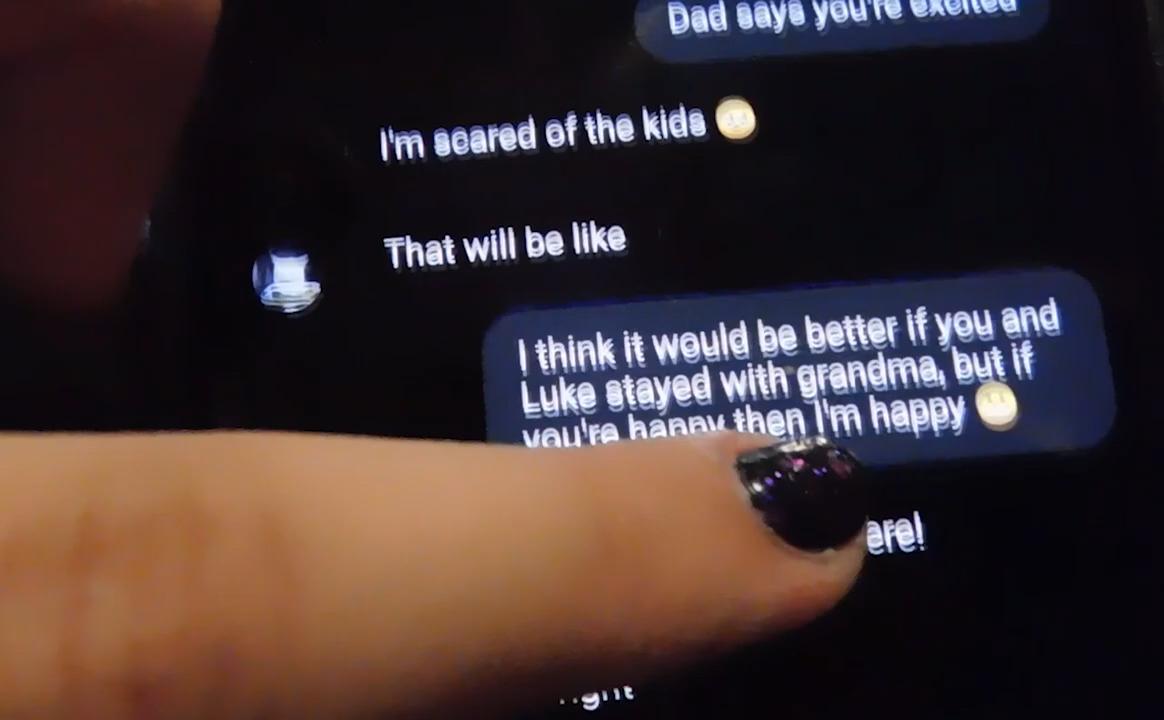 Dad says you're excited
I'm scared of the kids
That will be like
I think it would be better if you and
Luke stayed with grandma, but if
you're happy then I'm happy